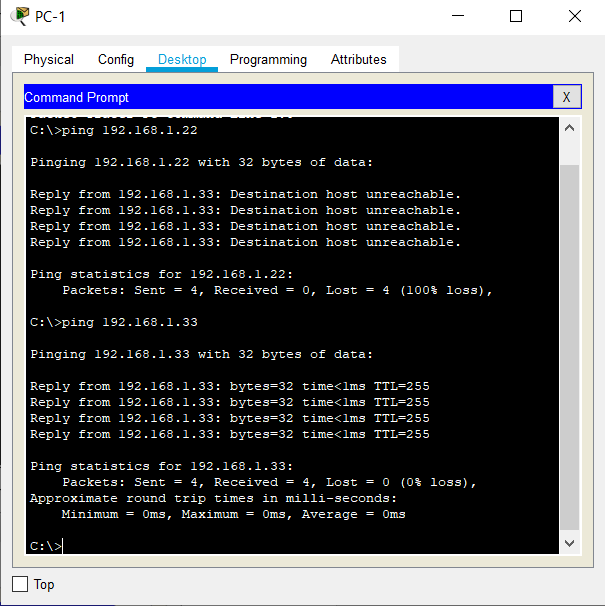 PC-1
Physical Config Desktop Programming Attributes
Command Prompt X
C:\>ping 192.168.1.22
Pinging 192.168.1.22 with 32 bytes of data:
Reply from 192.168.1.33: Destination host unreachable.
Reply from 192.168.1.33: Destination host unreachable.
Reply from 192.168.1.33: Destination host unreachable.
Reply from 192.168.1.33: Destination host unreachable.
Ping statistics for 192.168.1.22:
Packets: Sent = 4, Received = 0, Lost = 4 (100% loss),
C:\>ping 192.168.1.33
Pinging 192.168.1.33 with 32 bytes of data:
Reply from 192.168.1.33: bytes=32 time<1ms TTL=255
Reply from 192.168.1.33: bytes=32 time<1ms TTL=255
Reply from 192.168.1.33: bytes=32 time<1ms TTL=255
Reply from 192.168.1.33: bytes=32 time<1ms TTL=255
Ping statistics for 192.168.1.33:
Packets: Sent = 4, Received = 4, Lost = 0 (0% loss),
Approximate round trip times in milli-seconds:
Minimum = 0ms, Maximum = 0ms, Average = 0ms
C:\>
Top